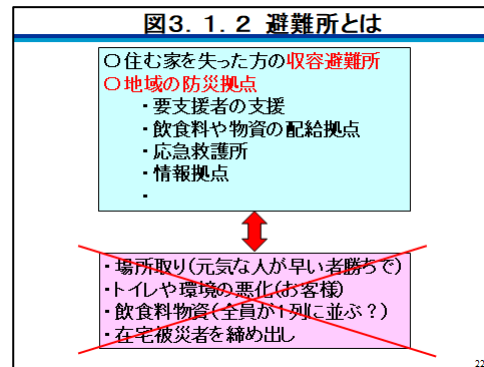 図3．1．2 避難所とは
○住む家を失った方の収容避難所
○地域の防災拠点
・要支援者の支援
・飲食料や物資の配給拠点
・応急救護所
・情報拠点
・
・場所取り(元気な人が早い者勝ちで)
・トイレや環境の悪化(お客様)
・飲食料物資(全員が1列に並ぶ？)
・在宅被災者を締め出し
22